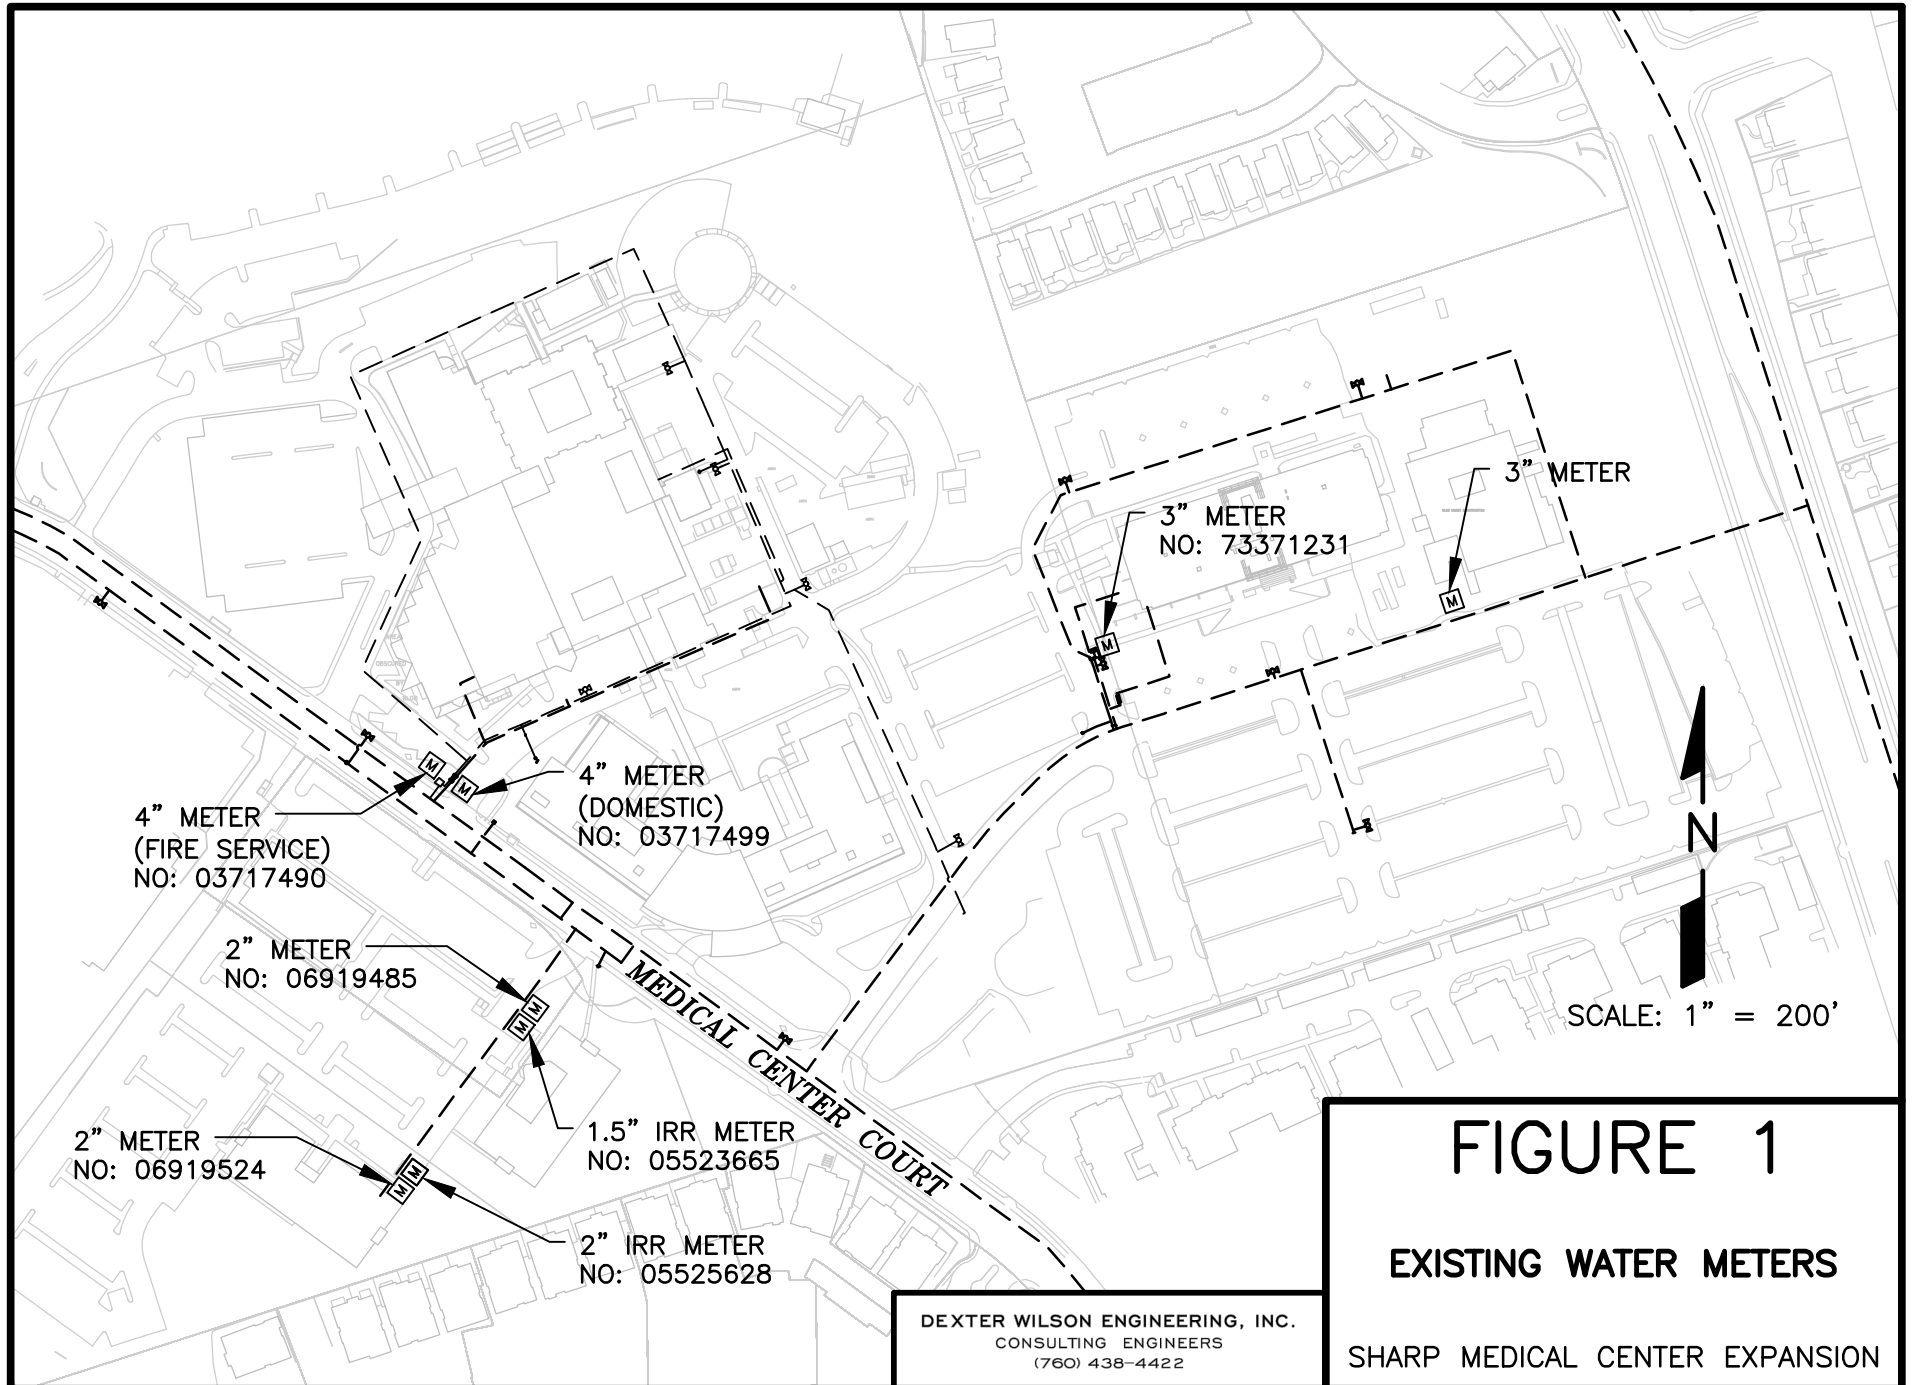 3” METER
3” METER
NO: 73371231
M
M
AREA
OBSCURED
M
M
4” METER
(DOMESTIC)
NO: 03717499
4” METER
(FIRE SERVICE)
NO: 03717490
N
2” METER
NO: 06919485
M
M
MEDICAL CENTER COURT
SCALE: 1” = 200’
1.5” IRR METER
NO: 05523665
2” METER
NO: 06919524
M
M
2” IRR METER
NO: 05525628
FIGURE 1
EXISTING WATER METERS
SHARP MEDICAL CENTER EXPANSION
DEXTER WILSON ENGINEERING, INC.
CONSULTING ENGINEERS
(760) 438-4422